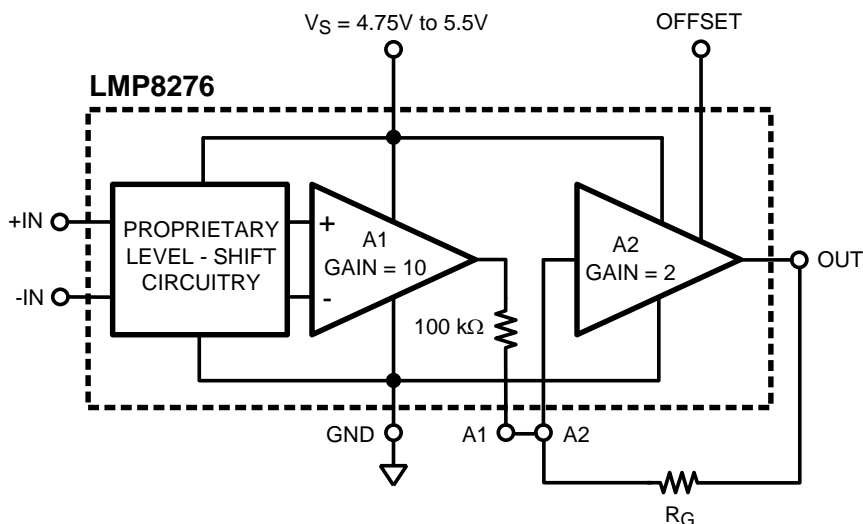 V_S = 4.75V to 5.5V
OFFSET
LMP8276
+IN
-IN
PROPRIETARY
LEVEL - SHIFT
CIRCUITRY
+
-
A1
GAIN = 10
A2
GAIN = 2
OUT
100 kΩ
GND
A1
A2
R_G